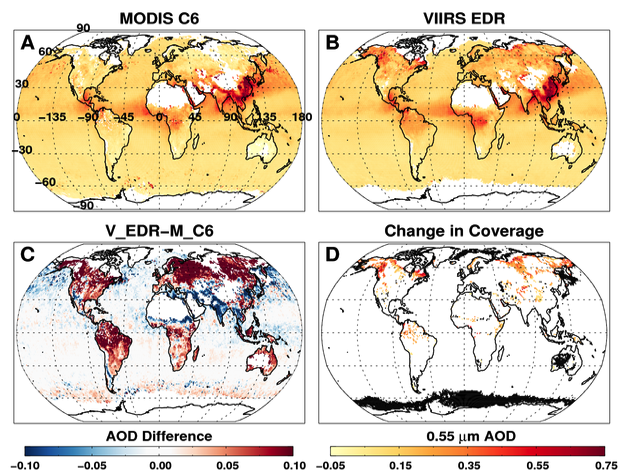 MODIS C6
VIIRS EDR
A
B
90
60
30
0
-135
-90
-45
0
45
90
135
180
-30
-60
-90
V_EDR-M_C6
Change in Coverage
C
D
AOD Difference
0.55 µm AOD
-0.10
-0.05
0.00
0.05
0.10
-0.05
0.15
0.35
0.55
0.75